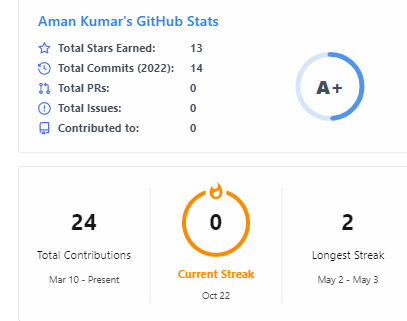 Aman Kumar's GitHub Stats
Total Stars Earned: 13
Total Commits (2022): 14
Total PRs: 0
Total Issues: 0
Contributed to: 0
A+
24
Total Contributions
Mar 10 - Present
0
Current Streak
Oct 22
2
Longest Streak
May 2 - May 3